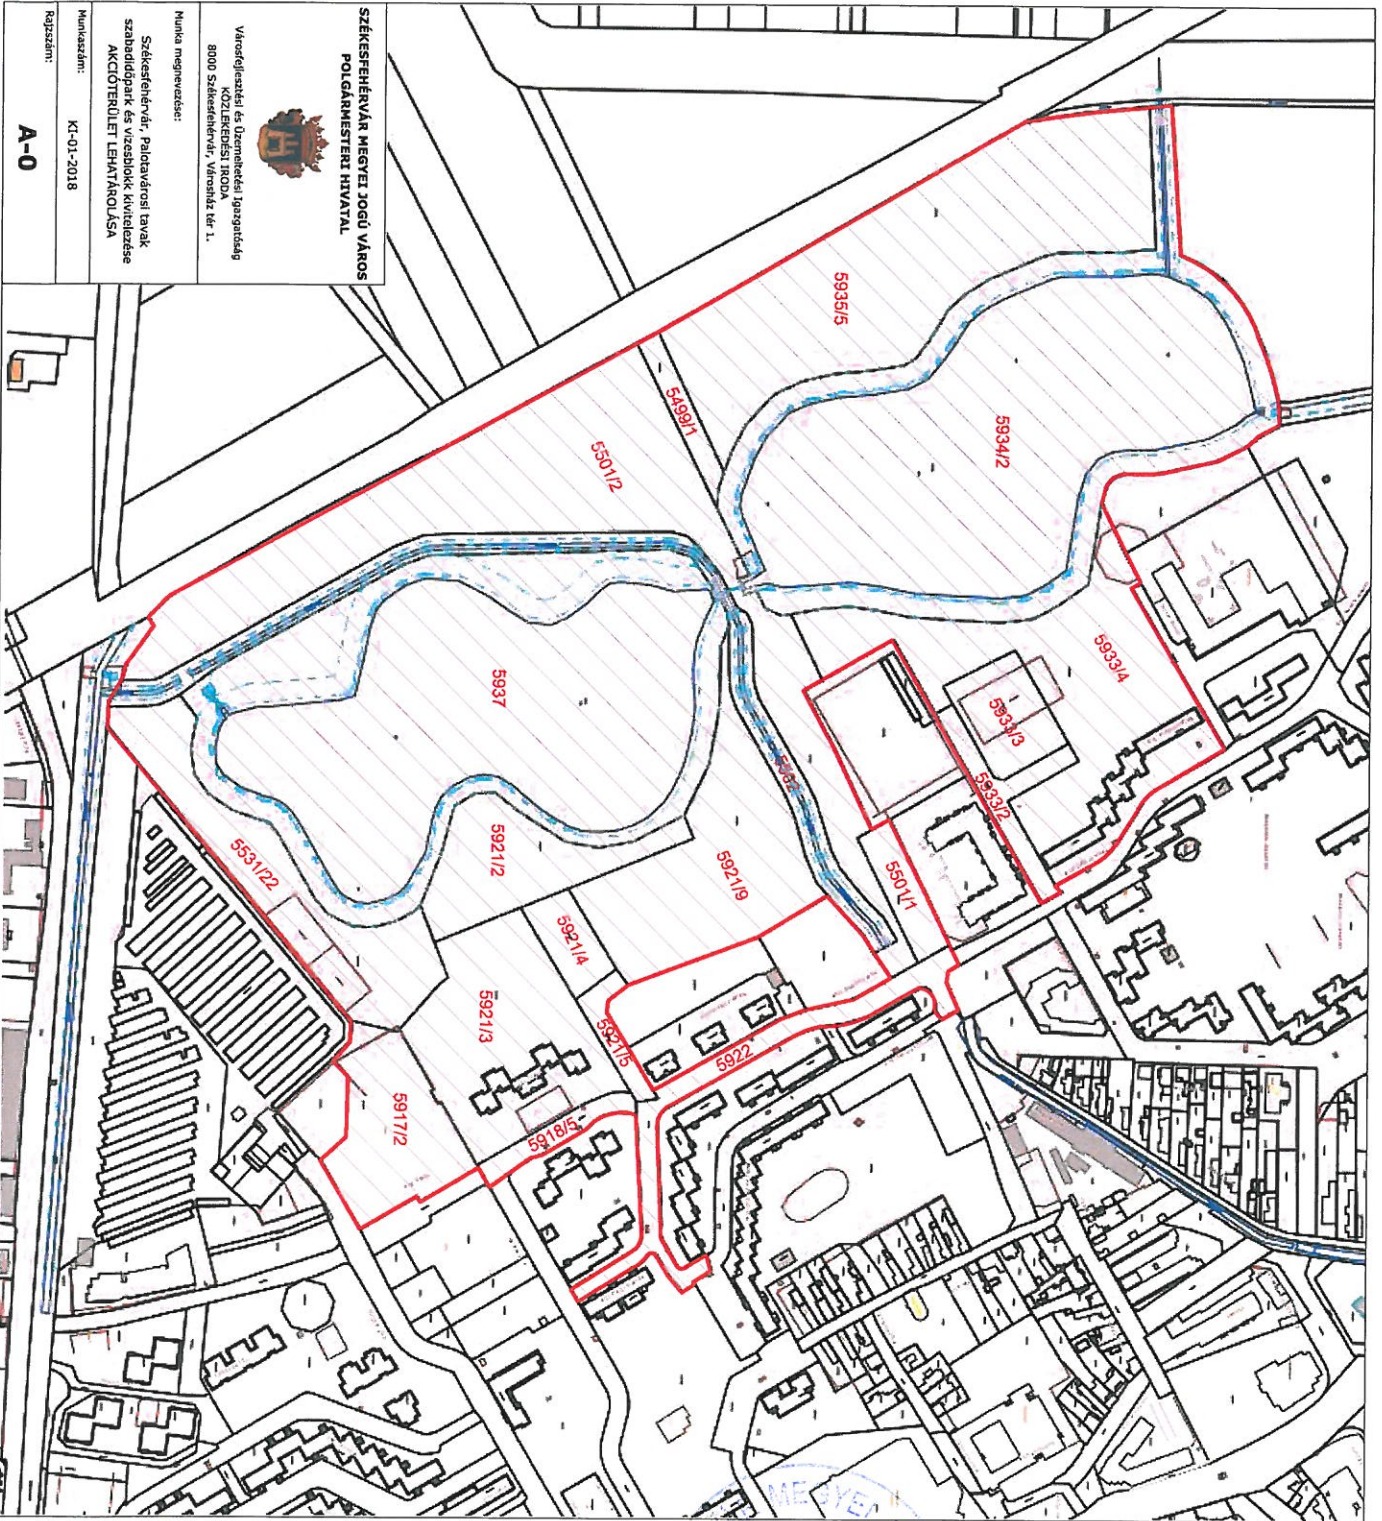 SZÉKESFEHÉRVÁR MEGYEI JOGÚ VÁROS
POLGÁRMESTERI HIVATAL
Városfejlesztési és Üzemeltetési Igazgatóság
KÖZLEKEDÉSI IRODA
8000 Székesfehérvár, Városház tér 1.
Munka megnevezése:
Székesfehérvár, Palotavárosi tavak
szabadidőpark és vizesblokk kivitelezése
AKCIÓTERÜLET LEHATÁROLÁSA
Munkaszám:
KI-01-2018
Rajzszám:
A-0
5935/5
5499/1
5934/2
5501/2
5933/4
5933/3
5933/2
5937
5501/1
5921/9
5921/2
5531/22
5921/4
5921/3
5921/5
5922
5917/2
5918/5
MEGYEI